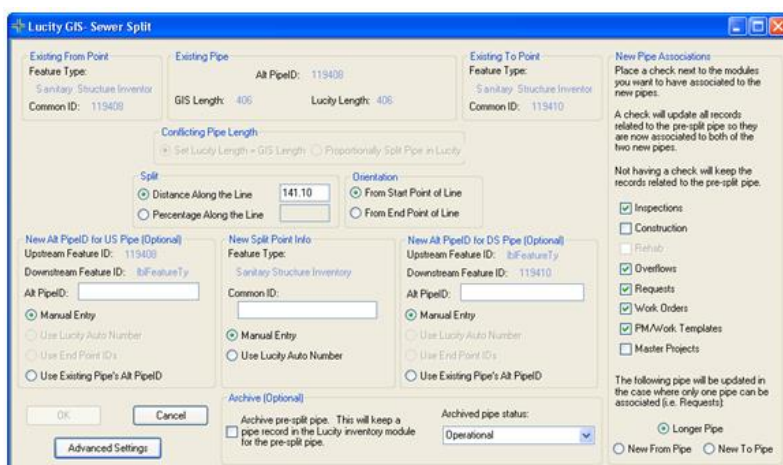 Lucity GIS- Sewer Split
Existing From Point
Feature Type:
Sanitary Structure Inventor
Common ID: 119408
Existing Pipe
Alt PipeID: 119408
GIS Length: 406 Lucity Length: 406
Existing To Point
Feature Type:
Sanitary Structure Inventor
Common ID: 119410
Conflicting Pipe Length
Set Lucity Length = GIS Length Proportionally Split Pipe in Lucity
Split
Distance Along the Line 141.10
Percentage Along the Line
Orientation
From Start Point of Line
From End Point of Line
New Alt PipeID for US Pipe (Optional)
Upstream Feature ID: 119408
Downstream Feature ID: lblFeatureTy
Alt PipeID:
Manual Entry
Use Lucity Auto Number
Use End Point IDs
Use Existing Pipe's Alt PipeID
New Split Point Info
Feature Type:
Sanitary Structure Inventory
Common ID:
Manual Entry
Use Lucity Auto Number
New Alt PipeID for DS Pipe (Optional)
Upstream Feature ID: lblFeatureTy
Downstream Feature ID: 119410
Alt PipeID:
Manual Entry
Use Lucity Auto Number
Use End Point IDs
Use Existing Pipe's Alt PipeID
OK
Cancel
Advanced Settings
Archive (Optional)
Archive pre-split pipe. This will keep a
pipe record in the Lucity inventory module
for the pre-split pipe.
Archived pipe status:
Operational
New Pipe Associations
Place a check next to the modules
you want to have associated to the
new pipes.
A check will update all records
related to the pre-split pipe so they
are now associated to both of the
two new pipes.
Not having a check will keep the
records related to the pre-split pipe.
Inspections
Construction
Rehab
Overflows
Requests
Work Orders
PM/Work Templates
Master Projects
The following pipe will be updated in
the case where only one pipe can be
associated (i.e. Requests):
Longer Pipe
New From Pipe New To Pipe